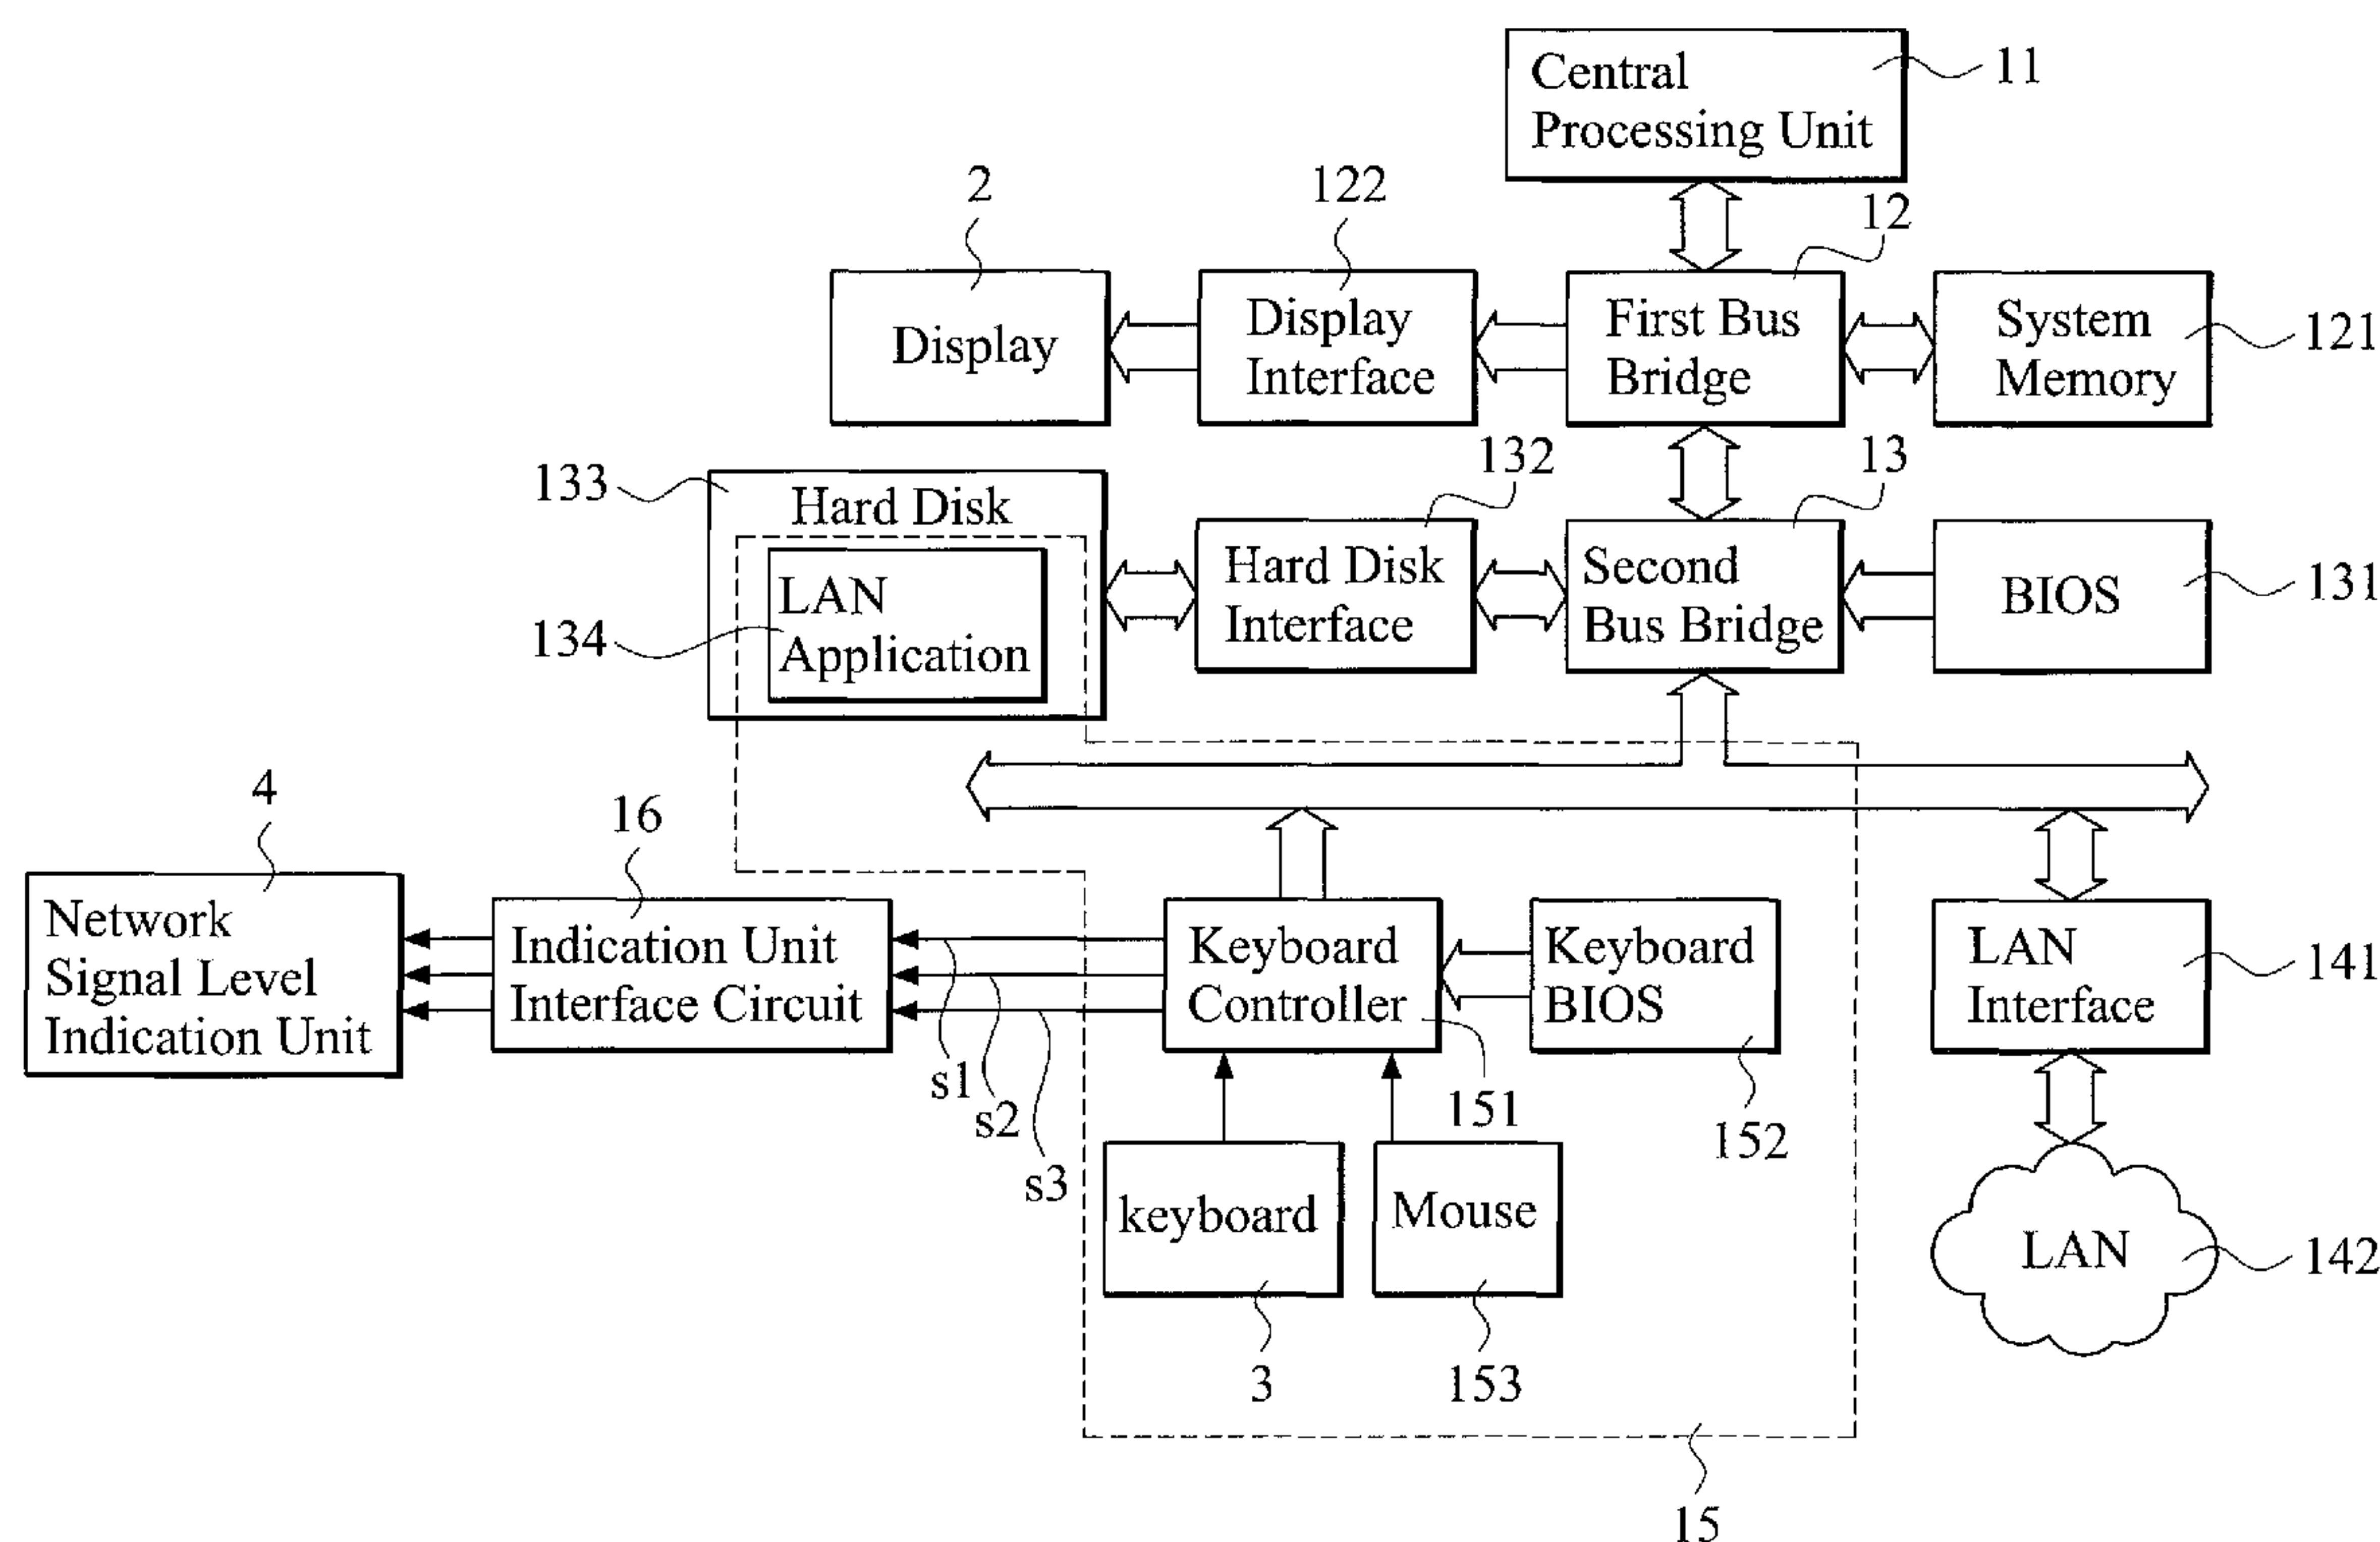 Central
Processing Unit
11
2
122
12
Display
Display
Interface
First Bus
Bridge
System
Memory
121
133
Hard Disk
132
13
LAN
Application
134
Hard Disk
Interface
Second
Bus Bridge
BIOS
131
4
16
Network
Signal Level
Indication Unit
Indication Unit
Interface Circuit
s1
s2
s3
Keyboard
Controller
151
Keyboard
BIOS
152
LAN
Interface
141
keyboard
3
Mouse
153
LAN
142
15